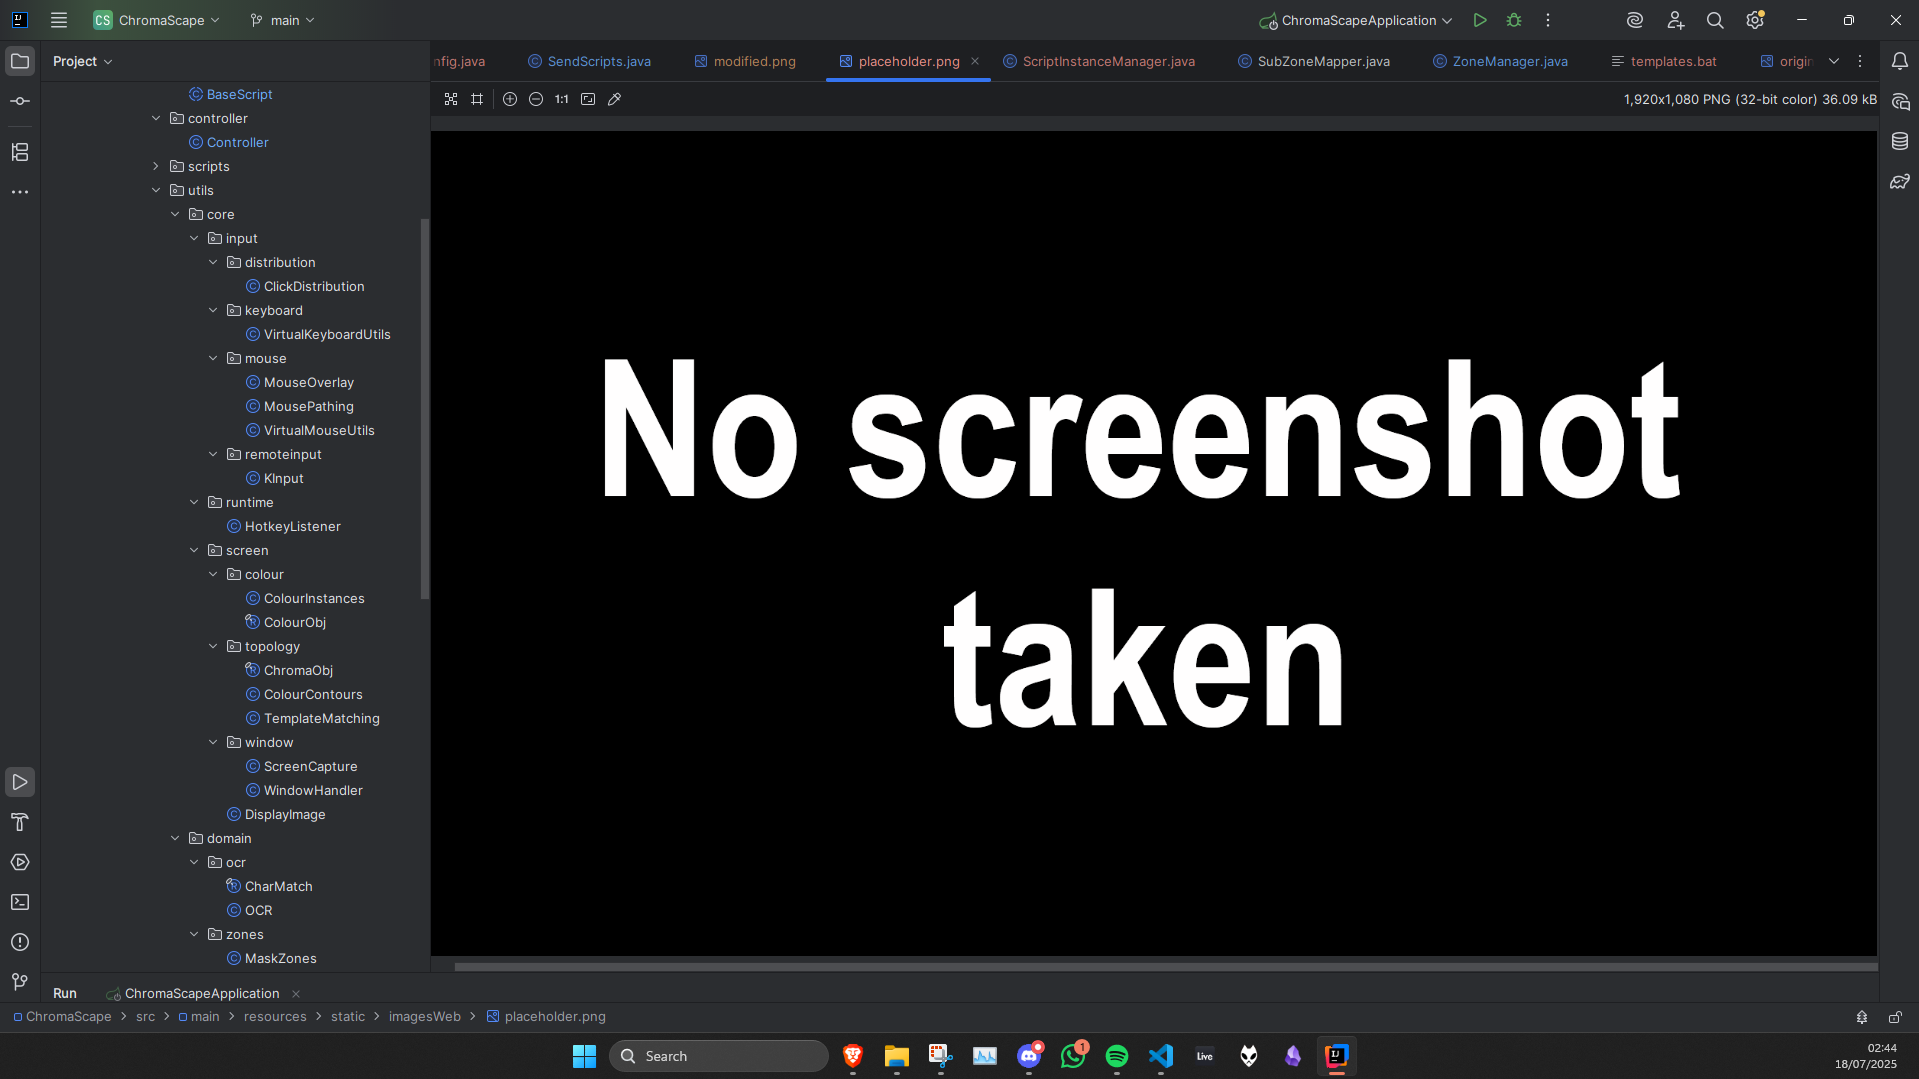 CS ChromaScape main ChromaScapeApplication
Project
nfig.java SendScripts.java modified.png placeholder.png ScriptInstanceManager.java SubZoneMapper.java ZoneManager.java templates.bat origin
1:1 1,920x1,080 PNG (32-bit color) 36.09 kB
BaseScript
controller
Controller
scripts
utils
core
input
distribution
ClickDistribution
keyboard
VirtualKeyboardUtils
mouse
MouseOverlay
MousePathing
VirtualMouseUtils
remoteinput
KInput
runtime
HotkeyListener
screen
colour
ColourInstances
ColourObj
topology
ChromaObj
ColourContours
TemplateMatching
window
ScreenCapture
WindowHandler
DisplayImage
domain
ocr
CharMatch
OCR
zones
MaskZones
No screenshot
taken
Run ChromaScapeApplication
ChromaScape > src > main > resources > static > imagesWeb > placeholder.png
Search
1
Live
02:44
18/07/2025